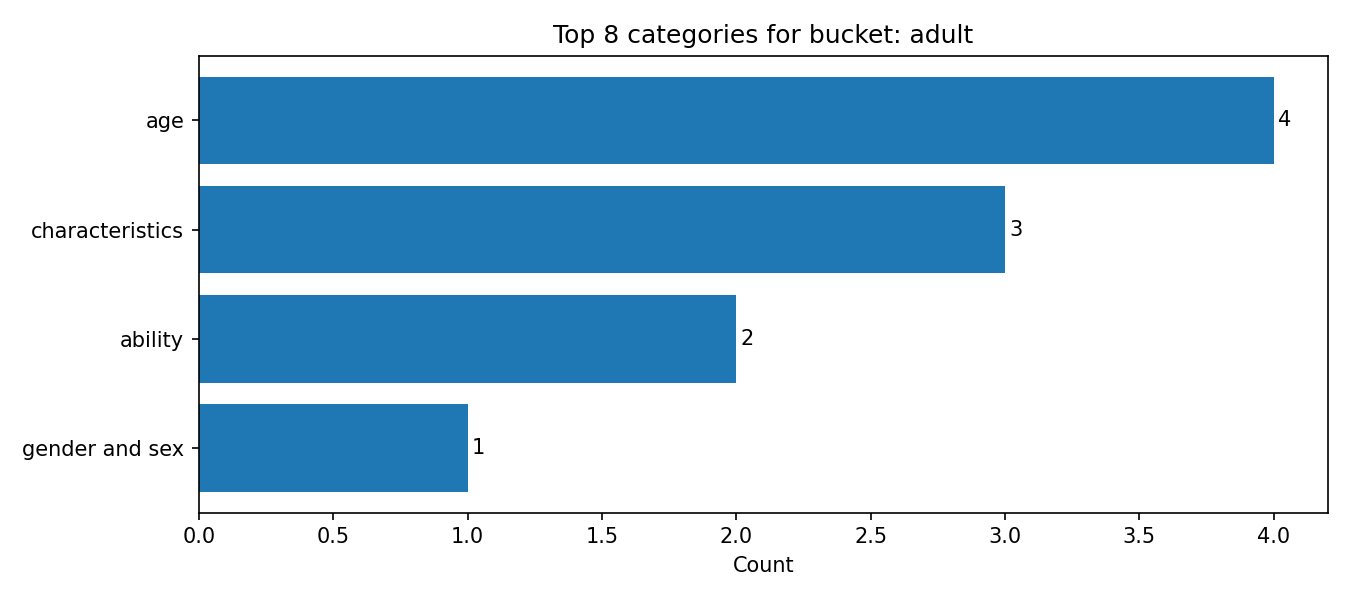 Top 8 categories for bucket: adult
age
4
characteristics
3
ability
2
gender and sex
1
0.0 0.5 1.0 1.5 2.0 2.5 3.0 3.5 4.0
Count